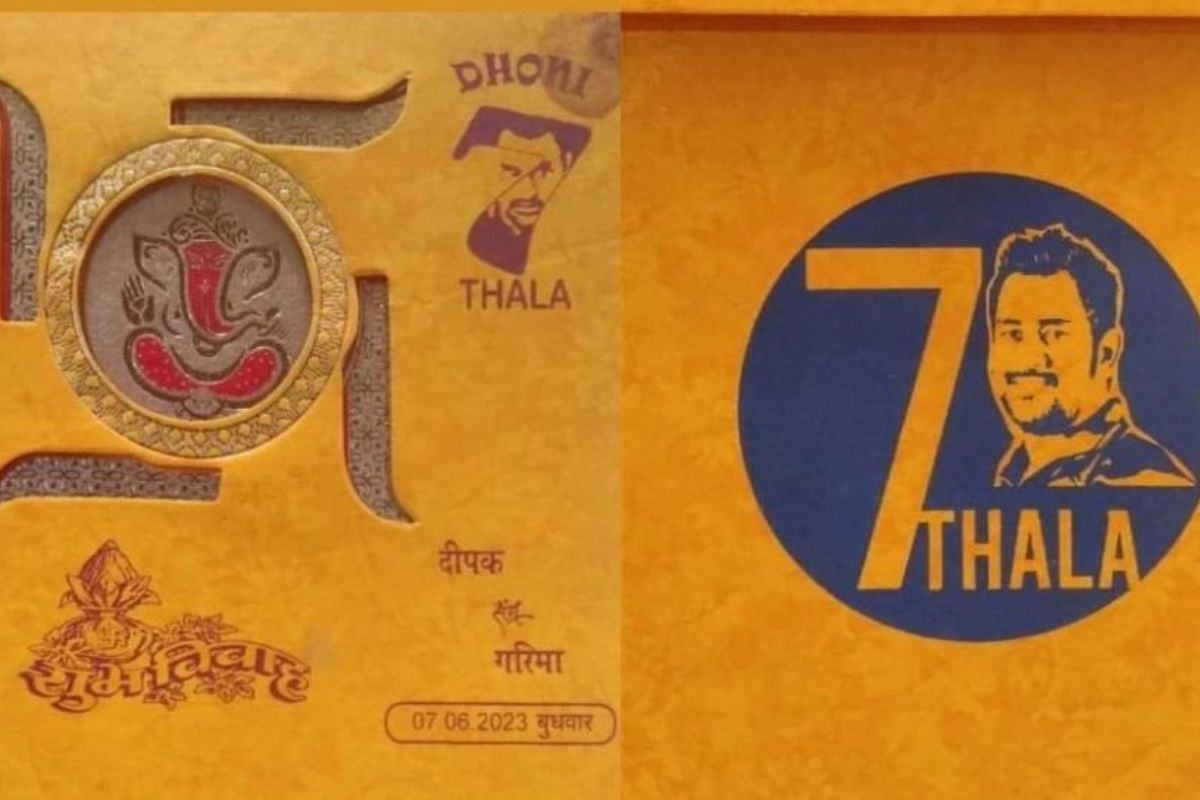 DHONI
7
THALA
शुभ विवाह
दीपक
संग
गरिमा
07.06.2023 बुधवार
7
THALA